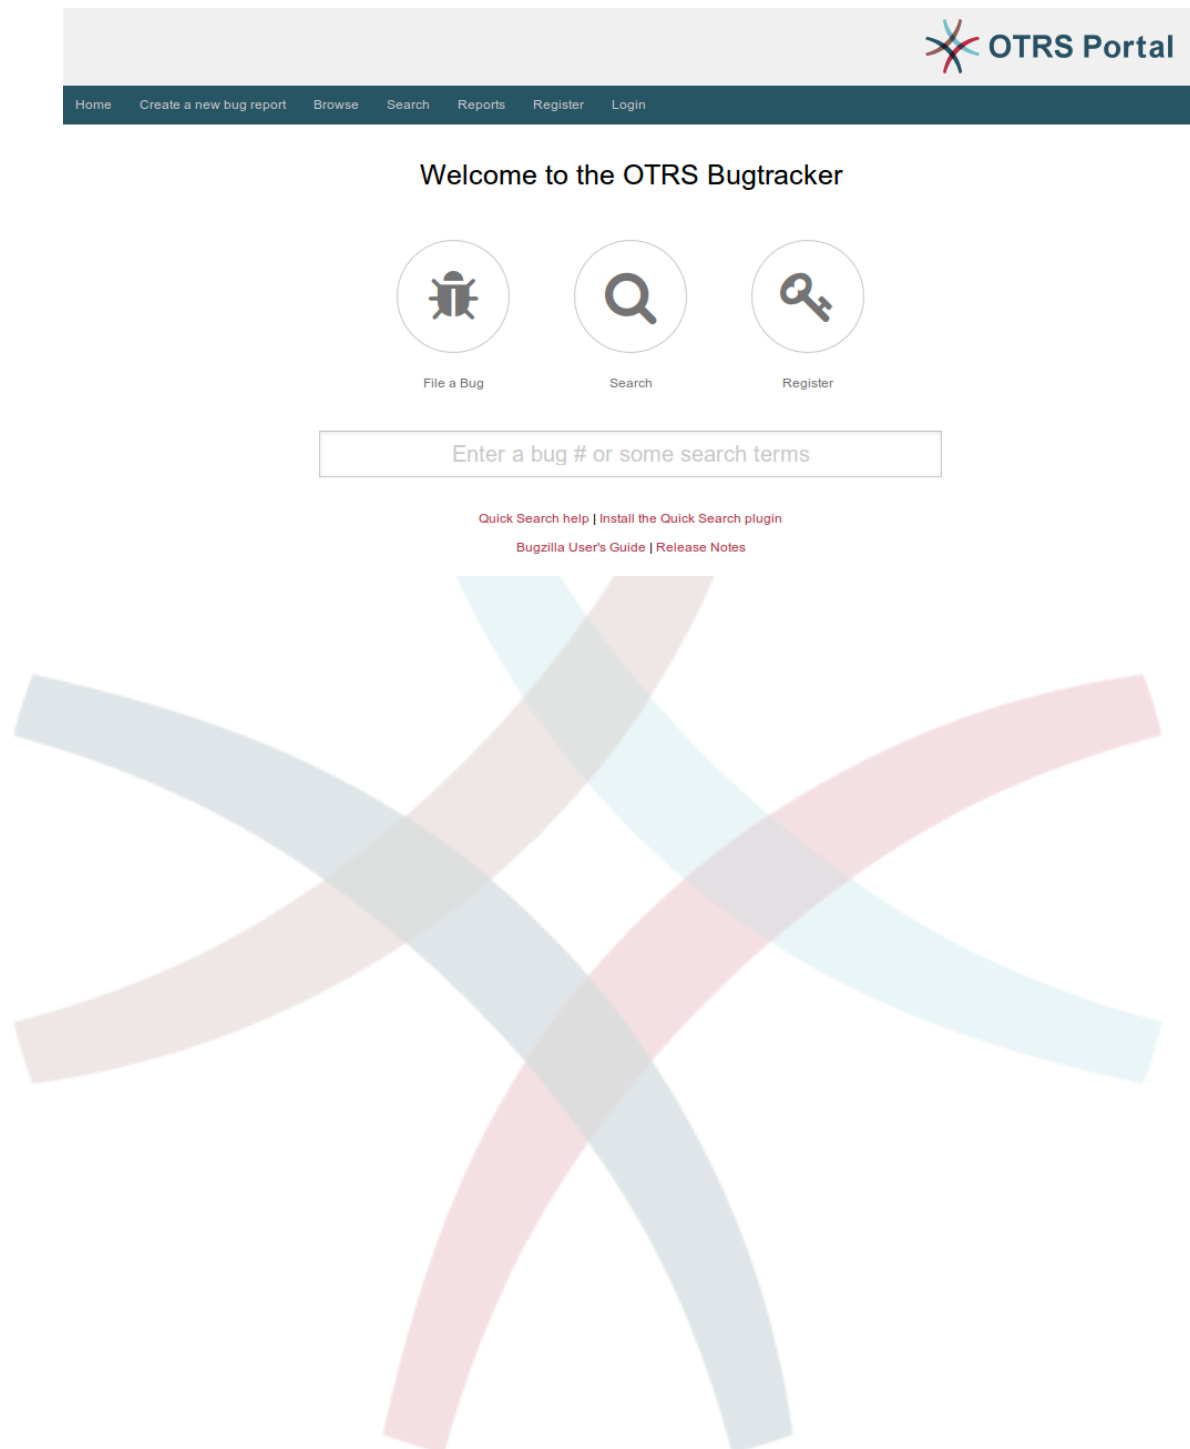 OTRS Portal
Home Create a new bug report Browse Search Reports Register Login
Welcome to the OTRS Bugtracker
File a Bug Search Register
Enter a bug # or some search terms
Quick Search help | Install the Quick Search plugin
Bugzilla User's Guide | Release Notes